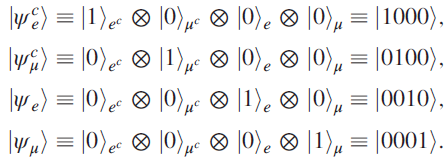 |ψ_e^c⟩ ≡ |1⟩_{e^c} ⊗ |0⟩_{μ^c} ⊗ |0⟩_e ⊗ |0⟩_μ ≡ |1000⟩,
|ψ_μ^c⟩ ≡ |0⟩_{e^c} ⊗ |1⟩_{μ^c} ⊗ |0⟩_e ⊗ |0⟩_μ ≡ |0100⟩,
|ψ_e⟩ ≡ |0⟩_{e^c} ⊗ |0⟩_{μ^c} ⊗ |1⟩_e ⊗ |0⟩_μ ≡ |0010⟩,
|ψ_μ⟩ ≡ |0⟩_{e^c} ⊗ |0⟩_{μ^c} ⊗ |0⟩_e ⊗ |1⟩_μ ≡ |0001⟩,